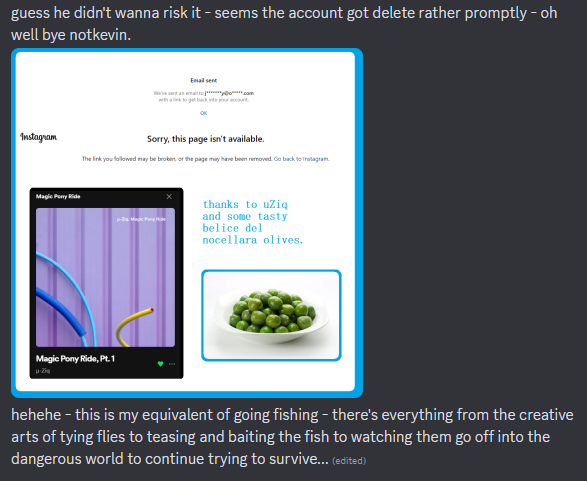 guess he didn't wanna risk it - seems the account got delete rather promptly - oh
well bye notkevin.
Email sent
We've sent an email to j*******y@o*****.com
with a link to get back into your account.
OK
Instagram
Sorry, this page isn't available.
The link you followed may be broken, or the page may have been removed. Go back to Instagram.
Magic Pony Ride
µ-Ziq Magic Pony Ride
thanks to uZiq
and some tasty
belice del
nocellara olives.
Magic Pony Ride, Pt. 1
µ-Ziq
hehehe - this is my equivalent of going fishing - there's everything from the creative
arts of tying flies to teasing and baiting the fish to watching them go off into the
dangerous world to continue trying to survive... (edited)